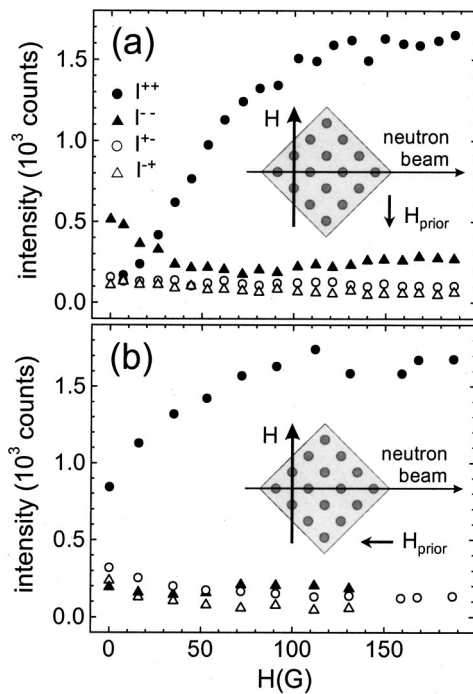 (a)
I⁺⁺
I⁻⁻
I⁺⁻
I⁻⁺
H
neutron
beam
H_prior
intensity (10³ counts)
1.5
1.0
0.5
0.0
(b)
H
neutron
beam
H_prior
intensity (10³ counts)
1.5
1.0
0.5
0.0
0
50
100
150
H(G)